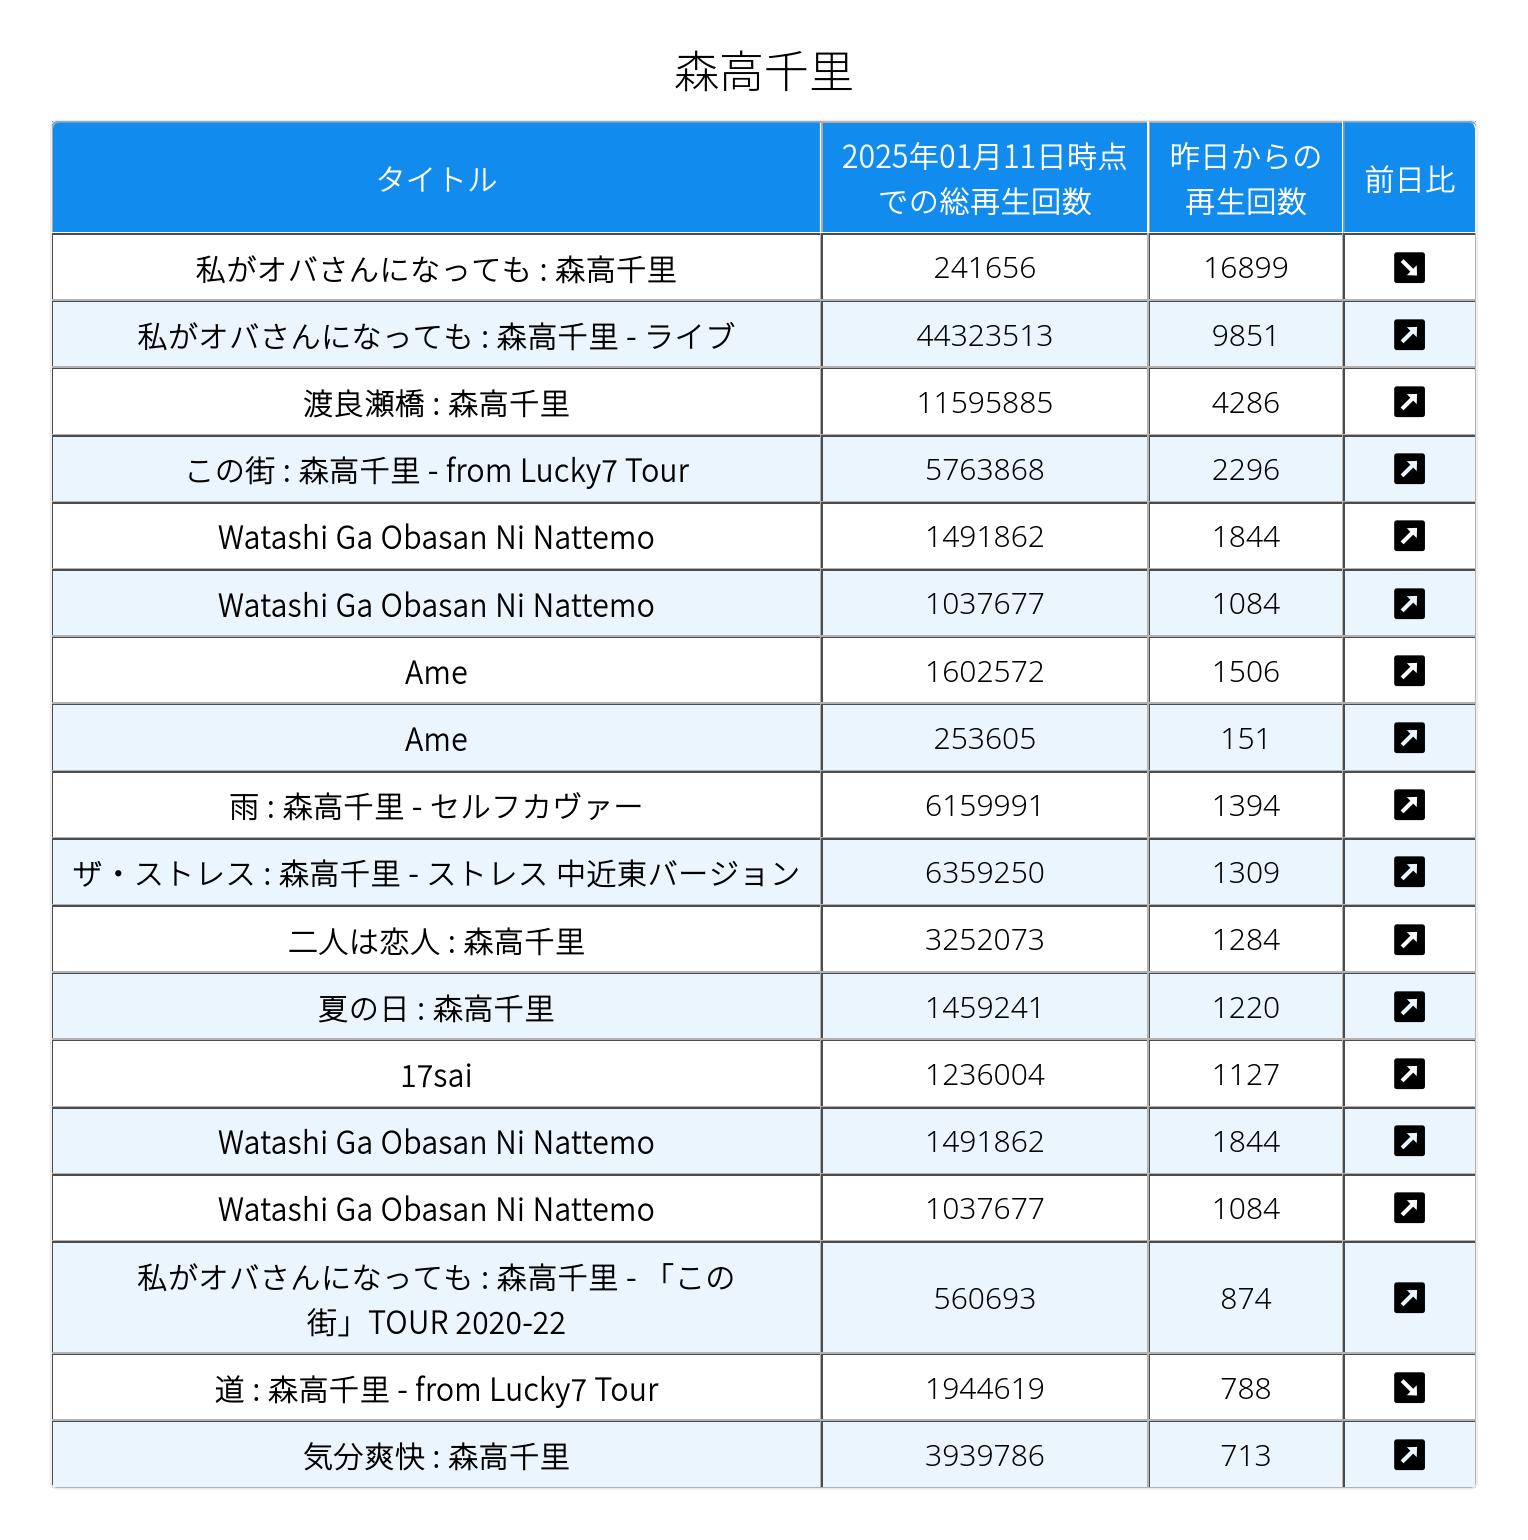 森高千里
タイトル 2025年01月11日時点での総再生回数 昨日からの再生回数 前日比
私がオバさんになっても : 森高千里 241656 16899 ↘
私がオバさんになっても : 森高千里 - ライブ 44323513 9851 ↗
渡良瀬橋 : 森高千里 11595885 4286 ↗
この街 : 森高千里 - from Lucky7 Tour 5763868 2296 ↗
Watashi Ga Obasan Ni Nattemo 1491862 1844 ↗
Watashi Ga Obasan Ni Nattemo 1037677 1084 ↗
Ame 1602572 1506 ↗
Ame 253605 151 ↗
雨 : 森高千里 - セルフカヴァー 6159991 1394 ↗
ザ・ストレス : 森高千里 - ストレス 中近東バージョン 6359250 1309 ↗
二人は恋人 : 森高千里 3252073 1284 ↗
夏の日 : 森高千里 1459241 1220 ↗
17sai 1236004 1127 ↗
Watashi Ga Obasan Ni Nattemo 1491862 1844 ↗
Watashi Ga Obasan Ni Nattemo 1037677 1084 ↗
私がオバさんになっても : 森高千里 - 「この街」TOUR 2020-22 560693 874 ↗
道 : 森高千里 - from Lucky7 Tour 1944619 788 ↘
気分爽快 : 森高千里 3939786 713 ↗